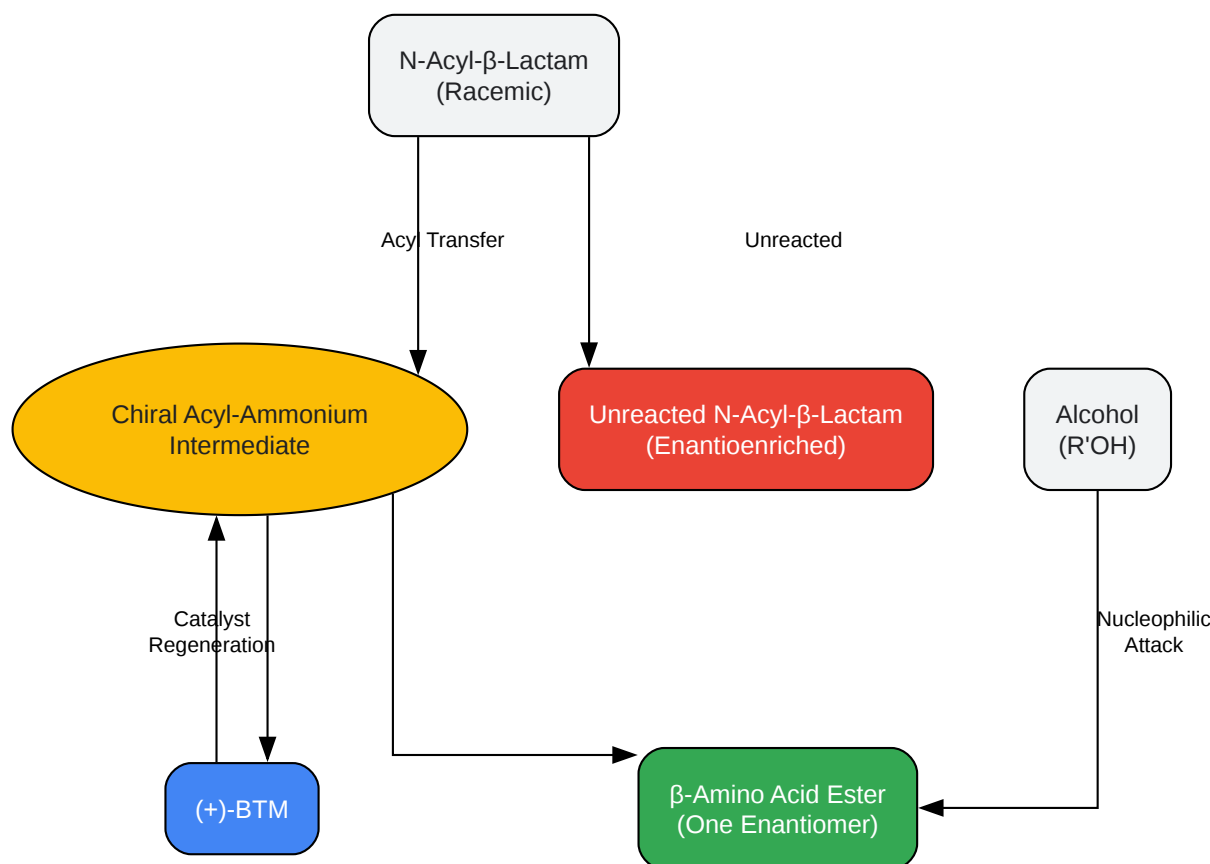 N-Acyl-β-Lactam
(Racemic)
Acyl Transfer
Unreacted
Chiral Acyl-Ammonium
Intermediate
Unreacted N-Acyl-β-Lactam
(Enantioenriched)
Alcohol
(R'OH)
Catalyst
Regeneration
Nucleophilic
Attack
(+)-BTM
β-Amino Acid Ester
(One Enantiomer)